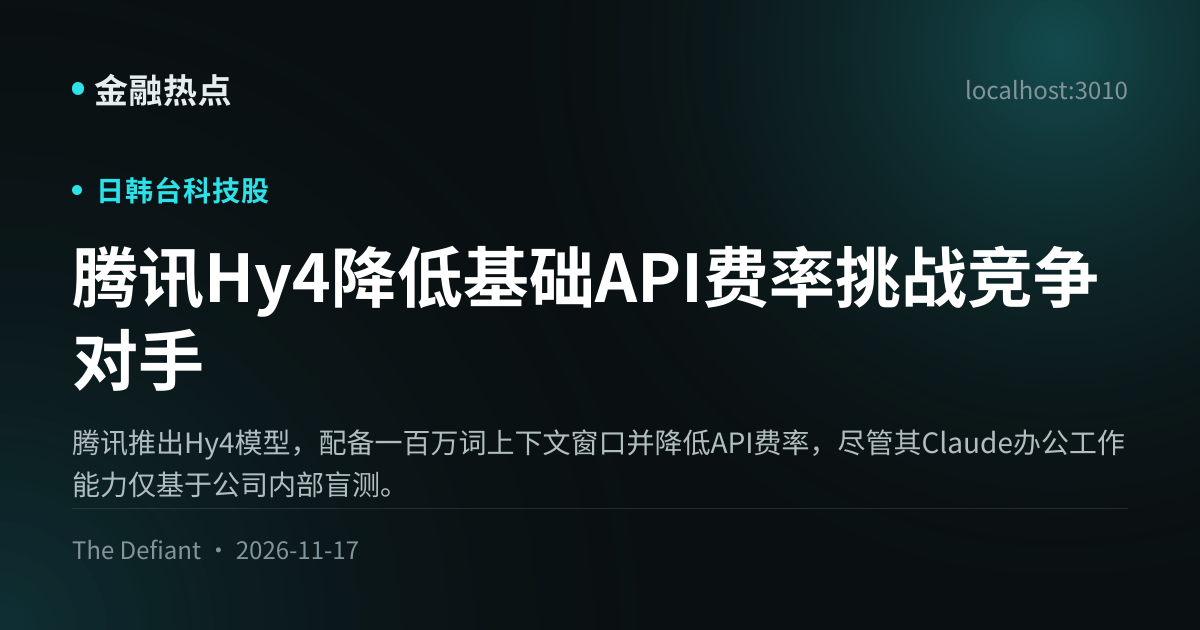 金融热点
localhost:3010
日韩台科技股
腾讯Hy4降低基础API费率挑战竞争
对手
腾讯推出Hy4模型，配备一百万词上下文窗口并降低API费率，尽管其Claude办公工作
能力仅基于公司内部盲测。
The Defiant • 2026-11-17